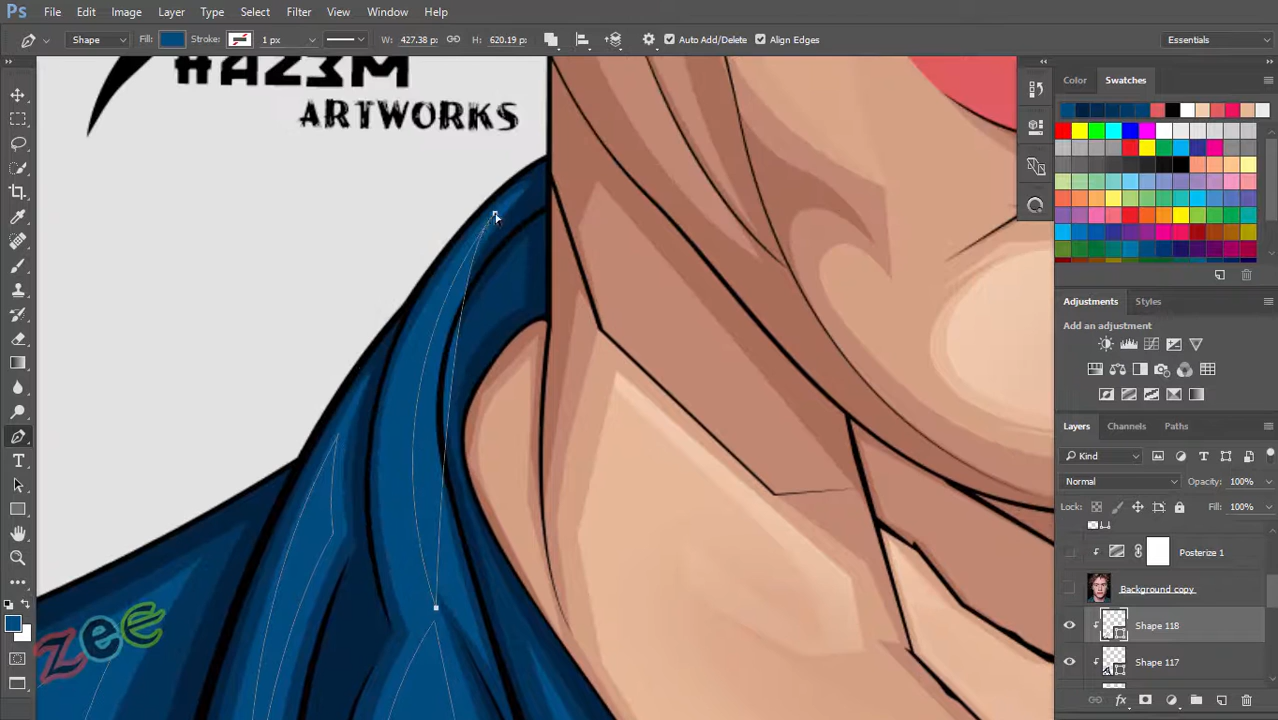 Ps File Edit Image Layer Type Select Filter View Window Help
Shape Fill: Stroke: 1 px W: 427.38 p H: 620.19 p Auto Add/Delete Align Edges Essentials
Color Swatches
HAZ3M
ARTWORKS
Adjustments Styles
Add an adjustment
Layers Channels Paths
Kind
Normal Opacity: 100%
Lock: Fill: 100%
Posterize 1
Background copy
Shape 118
Shape 117
zee